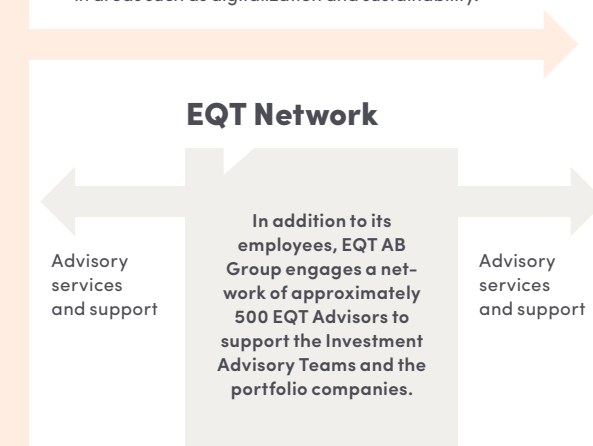 in areas such as digitalization and sustainability.
EQT Network
In addition to its
employees, EQT AB
Group engages a net-
work of approximately
500 EQT Advisors to
support the Investment
Advisory Teams and the
portfolio companies.
Advisory
services
and support
Advisory
services
and support